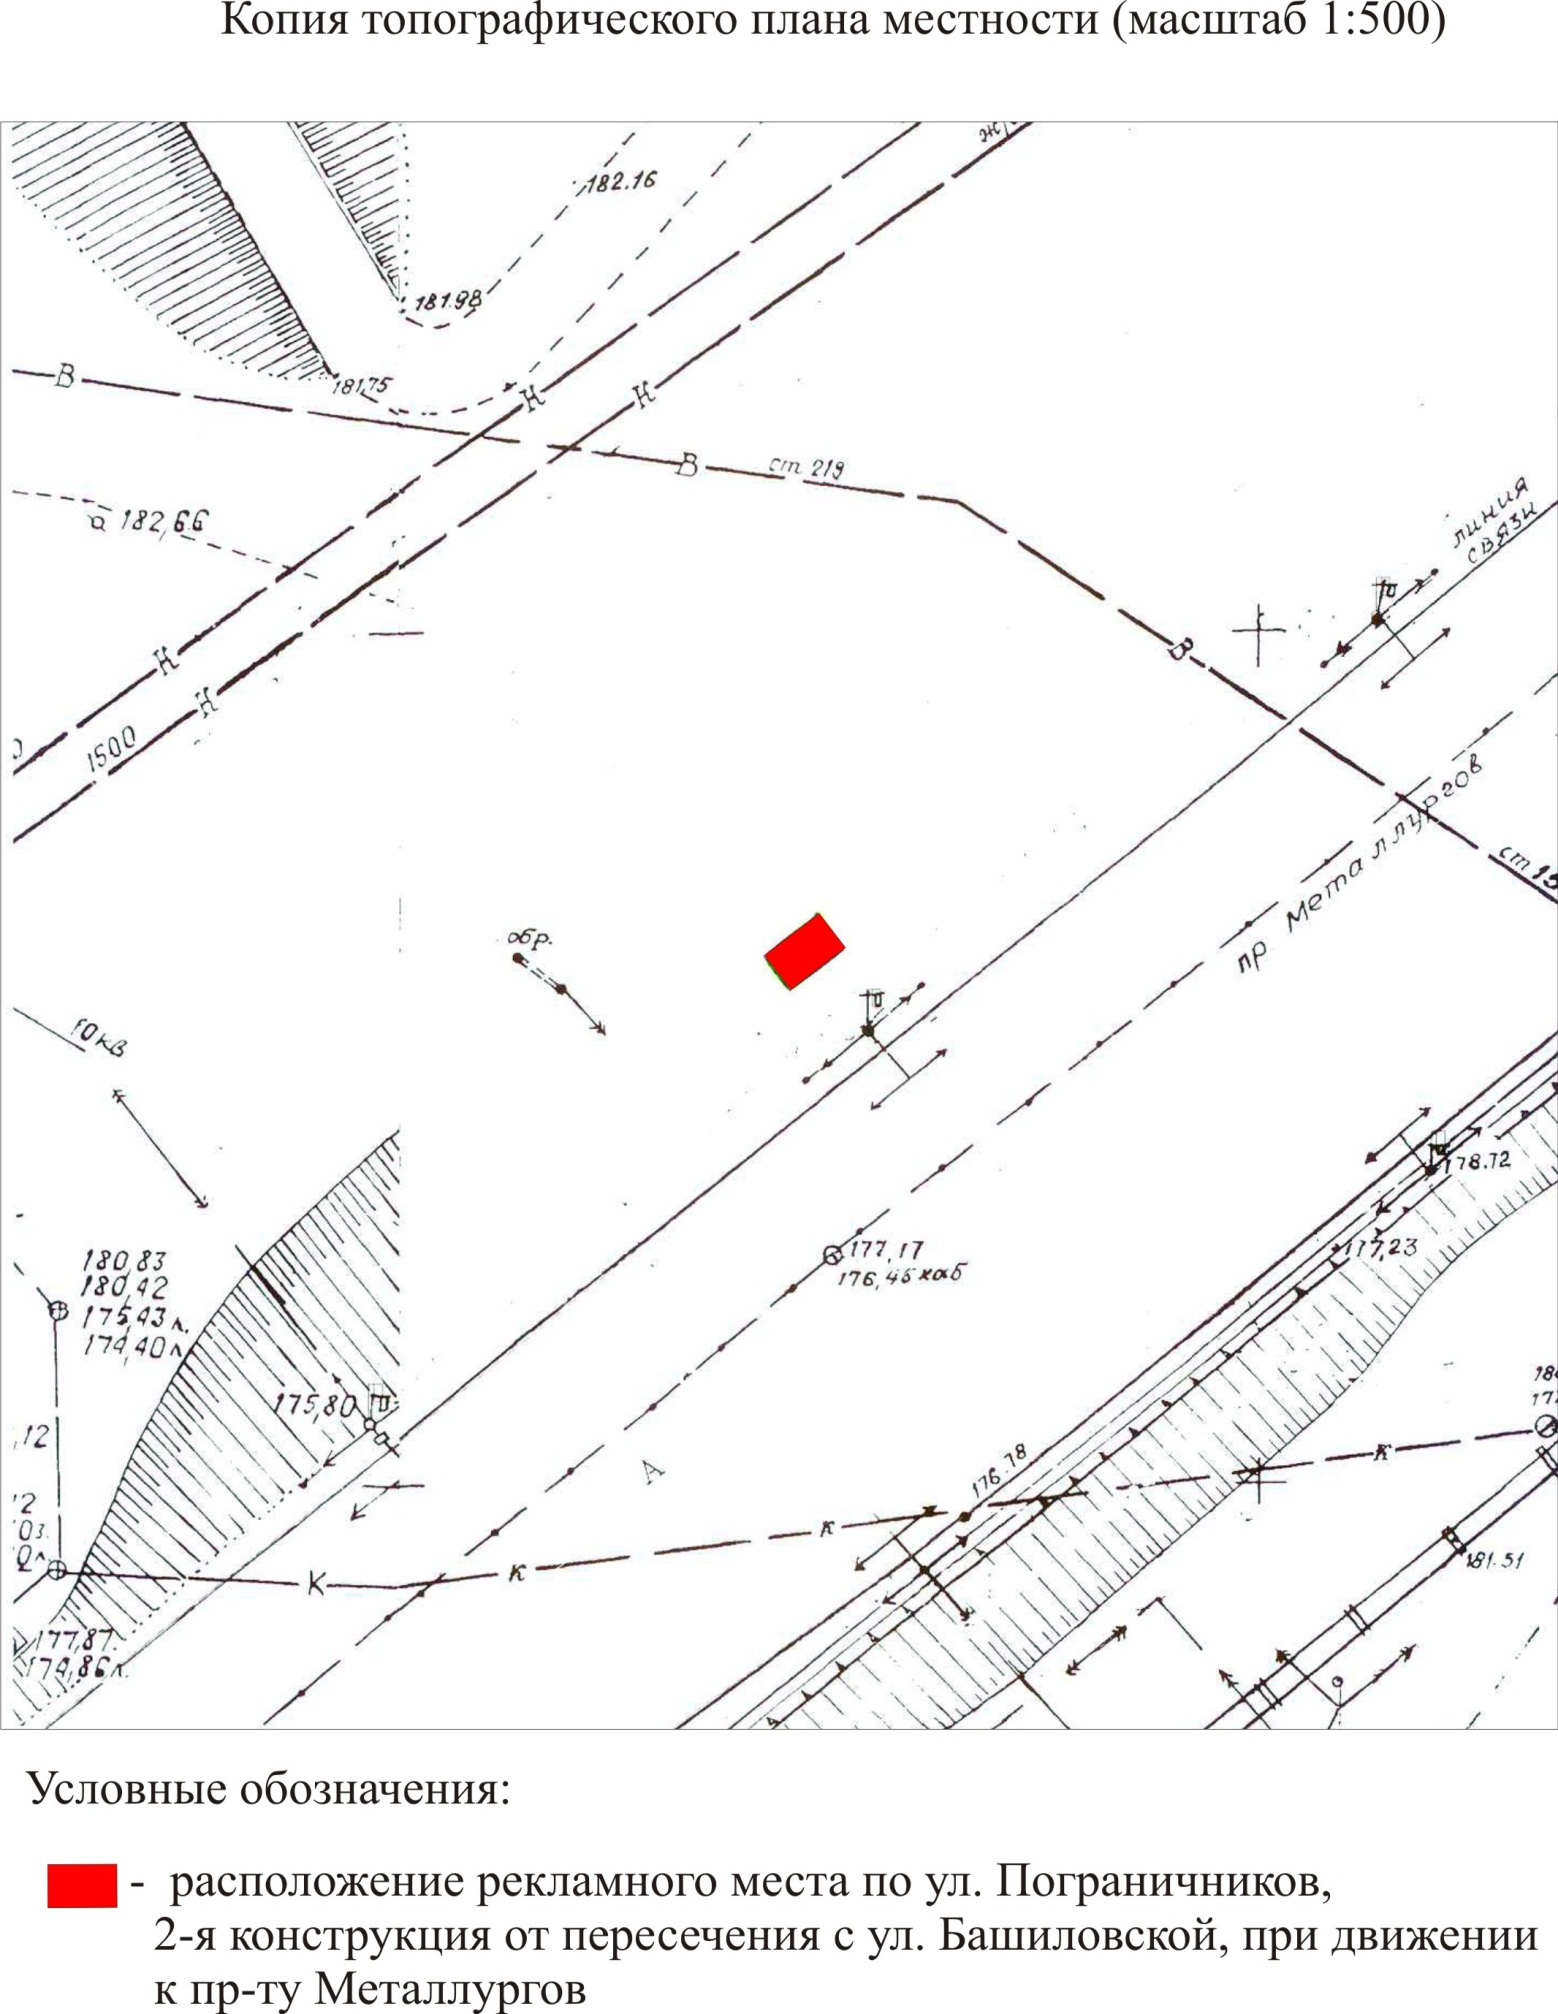 Копия топографического плана местности (масштаб 1:500)
ж
182.16
181.98
181,75
В
Н
Н
В
ст 219
182,66
линия
связи
В
Н
Н
1500
пр Металлургов
ст 15
обр.
10кв
178.72
177,23
177,17
176,45 каб
180,83
180,42
175,43 л.
174,40 л
175,80
,12
А
176.78
К
К
К
К
181.51
177,87
174,86 л.
Условные обозначения:
- расположение рекламного места по ул. Пограничников,
2-я конструкция от пересечения с ул. Башиловской, при движении
к пр-ту Металлургов